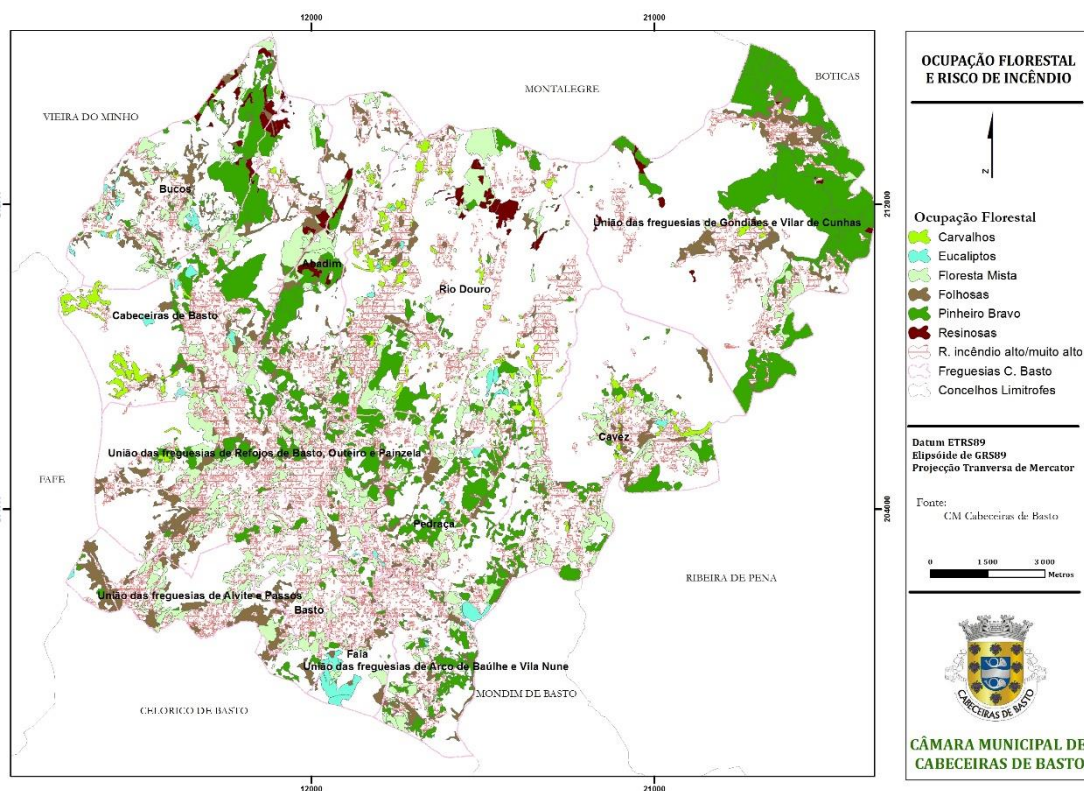 12000
21000
VIEIRA DO MINHO
MONTALEGRE
BOTICAS
Bucos
212000
União das freguesias de Gondiães e Vilar de Cunhas
Abadim
Rio Douro
Cabeceiras de Basto
Cavez
União das freguesias de Refojos de Basto, Outeiro e Painzela
FAFE
204000
Pedraça
RIBEIRA DE PENA
União das freguesias de Alvite e Passos
Basto
Faia
União das freguesias de Arco de Baúlhe e Vila Nune
MONDIM DE BASTO
CELORICO DE BASTO
12000
21000
OCUPAÇÃO FLORESTAL
E RISCO DE INCÊNDIO
N
Ocupação Florestal
Carvalhos
Eucaliptos
Floresta Mista
Folhosas
Pinheiro Bravo
Resinosas
R. incêndio alto/muito alto
Freguesias C. Basto
Concelhos Limitrofes
Datum ETRS89
Elipsóide de GRS89
Projecção Tranversa de Mercator
Fonte:
CM Cabeceiras de Basto
0 1 500 3 000
Metros
CABECEIRAS DE BASTO
CÂMARA MUNICIPAL DE
CABECEIRAS DE BASTO